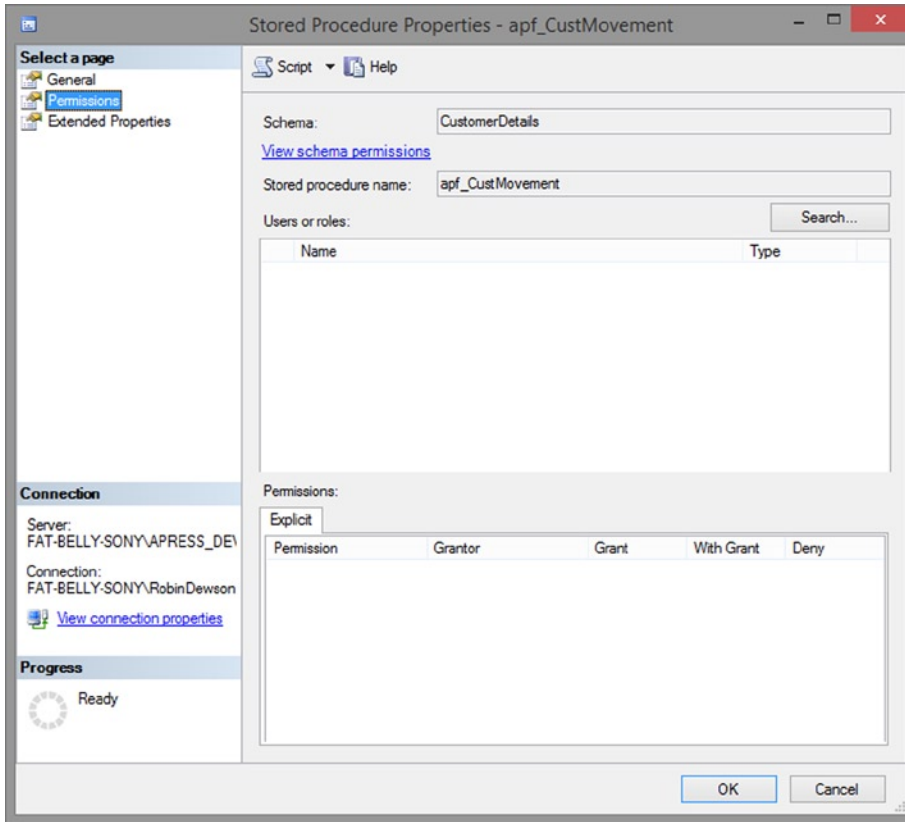 Stored Procedure Properties - apf_CustMovement
Select a page
General
Permissions
Extended Properties
Script Help
Schema: CustomerDetails
View schema permissions
Stored procedure name: apf_CustMovement
Users or roles: Search...
Name Type
Permissions:
Explicit
Permission Grantor Grant With Grant Deny
Connection
Server:
FAT-BELLY-SONY\APRESS_DEV
Connection:
FAT-BELLY-SONY\RobinDewson
View connection properties
Progress
Ready
OK Cancel